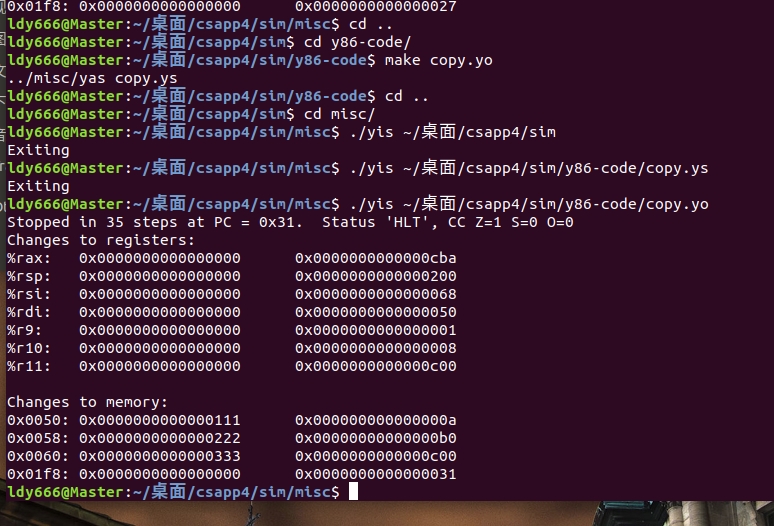 0x01f8: 0x0000000000000000      0x0000000000000027
ldy666@Master:~/桌面/csapp4/sim/misc$ cd ..
ldy666@Master:~/桌面/csapp4/sim$ cd y86-code/
ldy666@Master:~/桌面/csapp4/sim/y86-code$ make copy.yo
../misc/yas copy.ys
ldy666@Master:~/桌面/csapp4/sim/y86-code$ cd ..
ldy666@Master:~/桌面/csapp4/sim$ cd misc/
ldy666@Master:~/桌面/csapp4/sim/misc$ ./yis ~/桌面/csapp4/sim
Exiting
ldy666@Master:~/桌面/csapp4/sim/misc$ ./yis ~/桌面/csapp4/sim/y86-code/copy.ys
Exiting
ldy666@Master:~/桌面/csapp4/sim/misc$ ./yis ~/桌面/csapp4/sim/y86-code/copy.yo
Stopped in 35 steps at PC = 0x31.  Status 'HLT', CC Z=1 S=0 O=0
Changes to registers:
%rax:   0x0000000000000000      0x0000000000000cba
%rsp:   0x0000000000000000      0x0000000000000200
%rsi:   0x0000000000000000      0x0000000000000068
%rdi:   0x0000000000000000      0x0000000000000050
%r9:    0x0000000000000000      0x0000000000000001
%r10:   0x0000000000000000      0x0000000000000008
%r11:   0x0000000000000000      0x0000000000000c00
Changes to memory:
0x0050: 0x0000000000000111      0x000000000000000a
0x0058: 0x0000000000000222      0x00000000000000b0
0x0060: 0x0000000000000333      0x0000000000000c00
0x01f8: 0x0000000000000000      0x0000000000000031
ldy666@Master:~/桌面/csapp4/sim/misc$